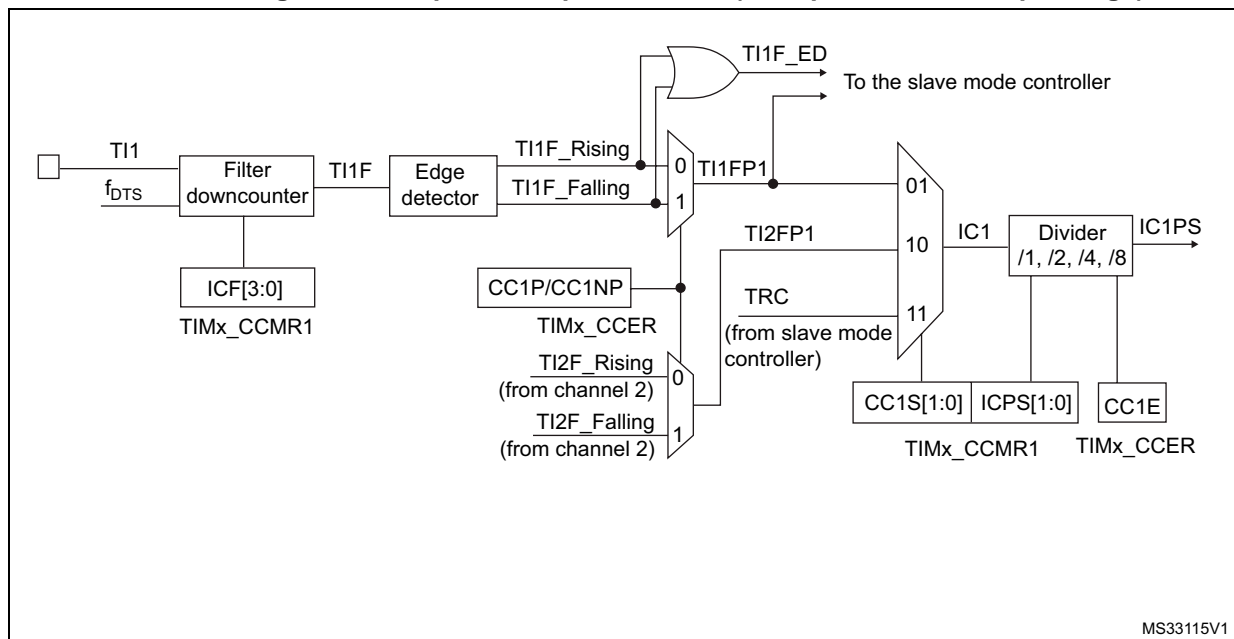 TI1F_ED
To the slave mode controller
TI1F_Rising
TI1
Filter
downcounter
TI1F
Edge
detector
0
TI1FP1
fDTS
TI1F_Falling
1
01
TI2FP1
10
IC1
Divider
/1, /2, /4, /8
IC1PS
ICF[3:0]
TIMx_CCMR1
CC1P/CC1NP
TIMx_CCER
TRC
11
(from slave mode
controller)
TI2F_Rising
0
(from channel 2)
TI2F_Falling
1
(from channel 2)
CC1S[1:0]
ICPS[1:0]
CC1E
TIMx_CCMR1
TIMx_CCER
MS33115V1